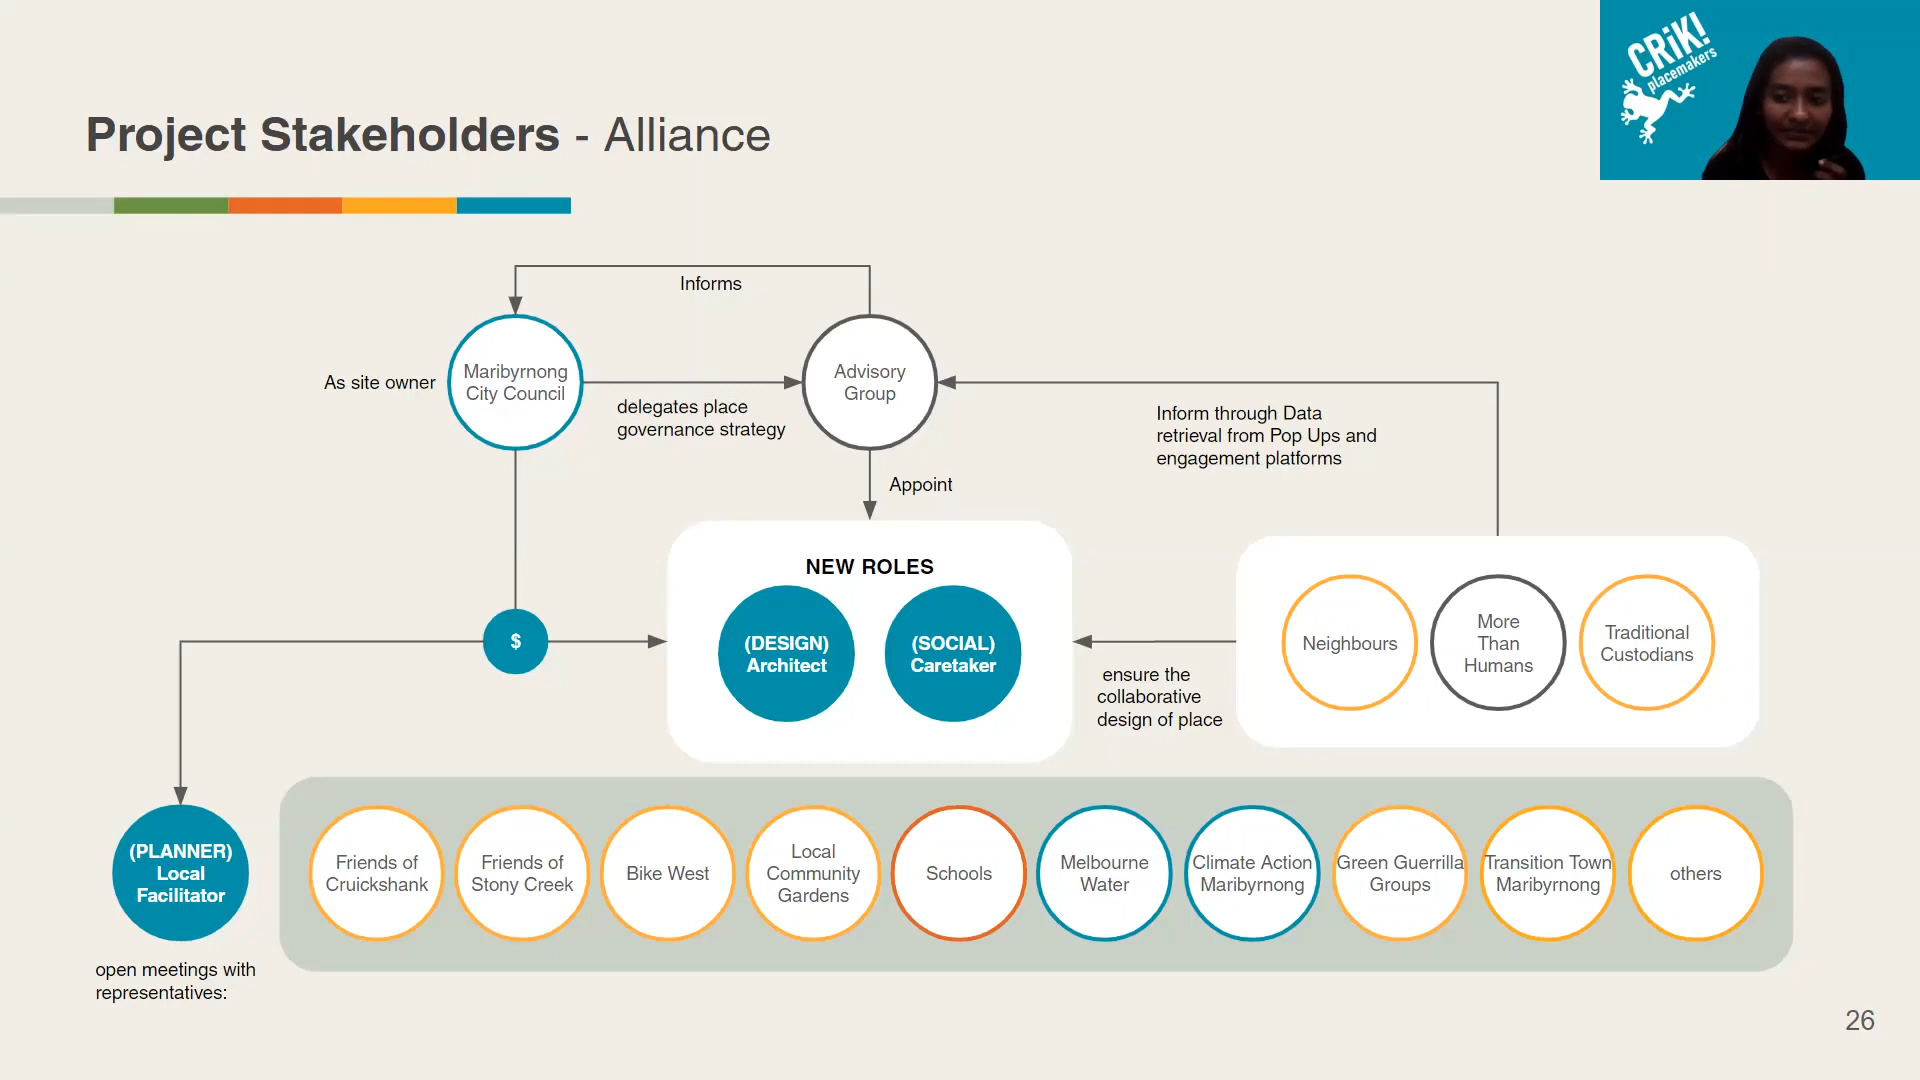 CRiK!
placemakers
Project Stakeholders - Alliance
Informs
As site owner
Maribyrnong
City Council
delegates place
governance strategy
Advisory
Group
Inform through Data
retrieval from Pop Ups and
engagement platforms
Appoint
NEW ROLES
(DESIGN)
Architect
(SOCIAL)
Caretaker
$
ensure the
collaborative
design of place
Neighbours
More
Than
Humans
Traditional
Custodians
(PLANNER)
Local
Facilitator
open meetings with
representatives:
Friends of
Cruickshank
Friends of
Stony Creek
Bike West
Local
Community
Gardens
Schools
Melbourne
Water
Climate Action
Maribyrnong
Green Guerrilla
Groups
Transition Town
Maribyrnong
others
26